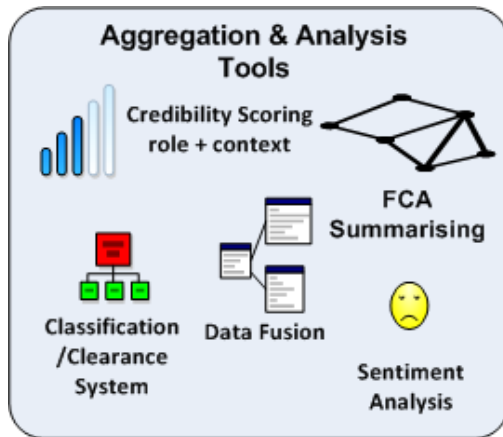 Aggregation & Analysis
Tools
Credibility Scoring
role + context
FCA
Summarising
Classification
/Clearance
System
Data Fusion
Sentiment
Analysis